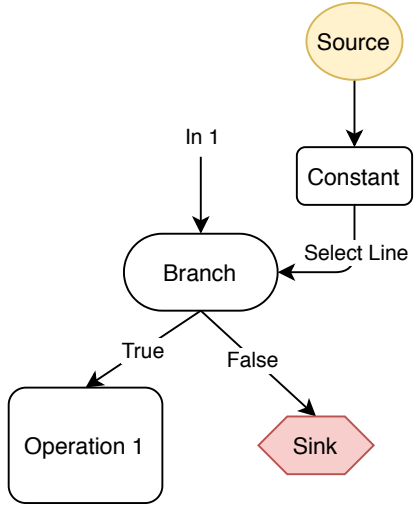 Source
In 1
Constant
Select Line
Branch
True
False
Operation 1
Sink